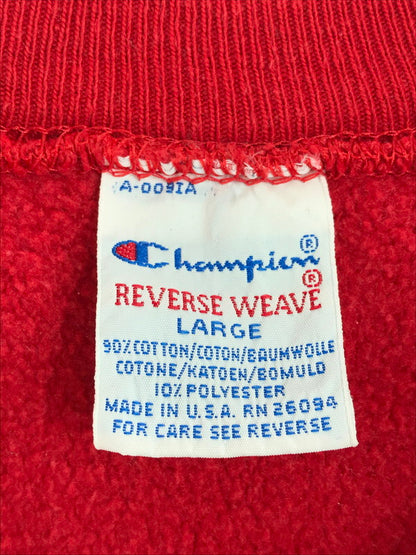 A-0091A
Champion®
REVERSE WEAVE®
LARGE
90% COTTON/COTON/BAUMWOLLE
COTONE/KATOEN/BOMULD
10% POLYESTER
MADE IN U.S.A. RN 26094
FOR CARE SEE REVERSE